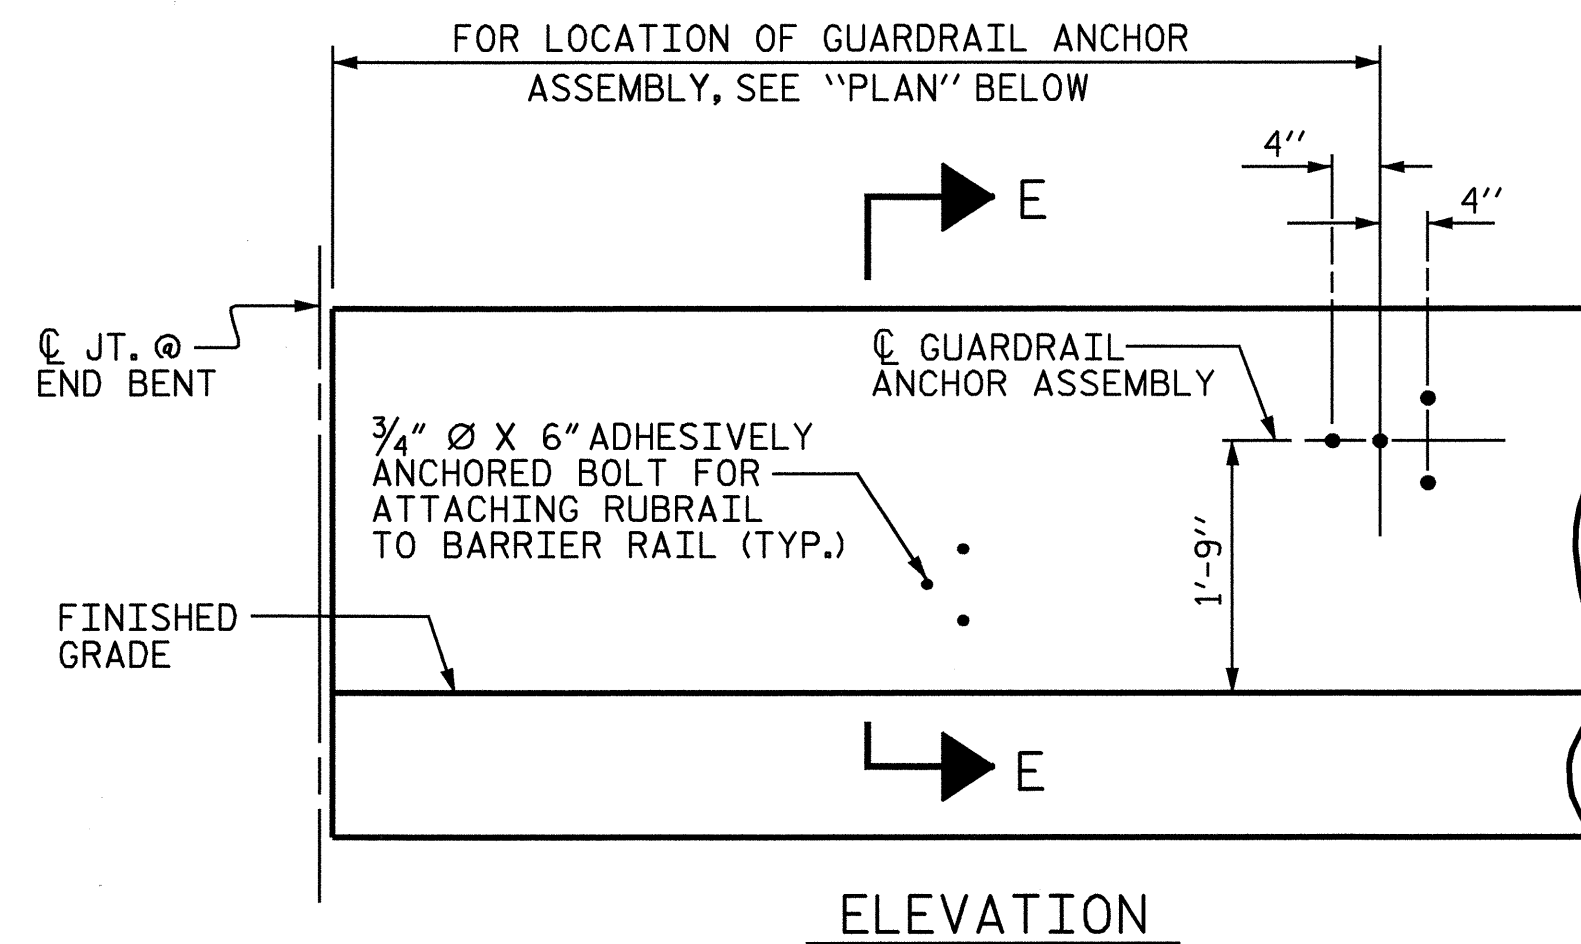 FOR LOCATION OF GUARDRAIL ANCHOR
ASSEMBLY, SEE "PLAN" BELOW
4"
4"
E
℄ JT. @
END BENT
℄ GUARDRAIL
ANCHOR ASSEMBLY
3/4" Ø X 6" ADHESIVELY
ANCHORED BOLT FOR
ATTACHING RUBRAIL
TO BARRIER RAIL (TYP.)
1'-9"
FINISHED
GRADE
E
ELEVATION